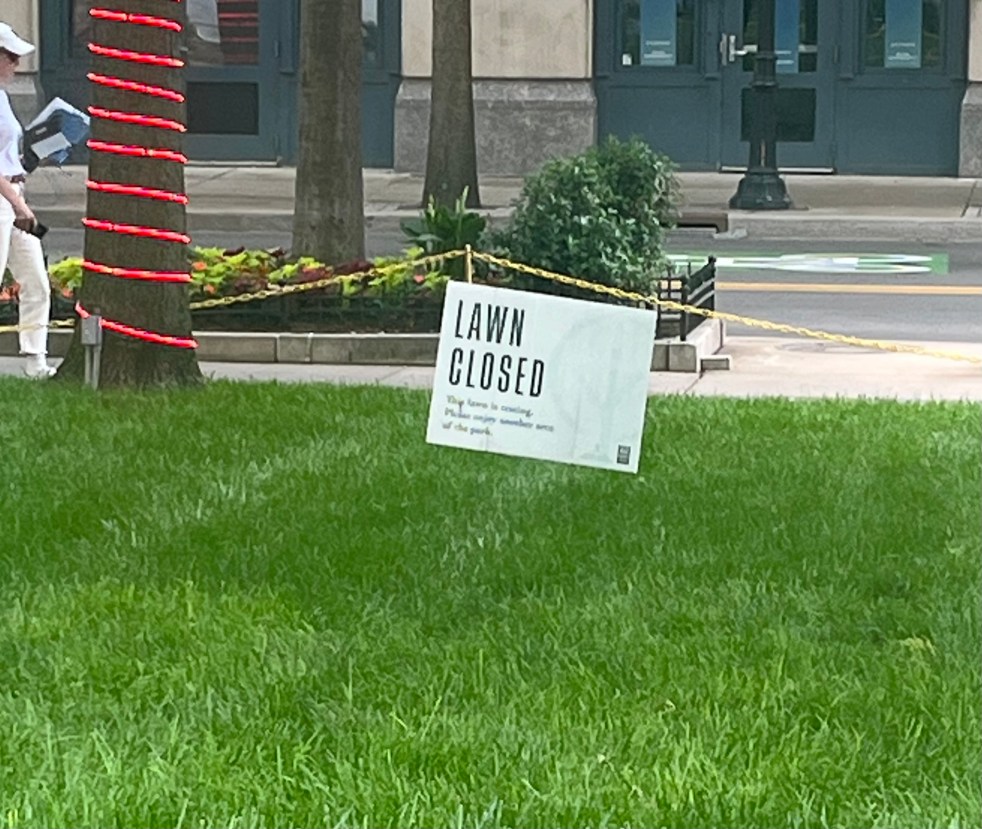 LAWN
CLOSED
This lawn is resting.
Please enjoy another area
of the park.